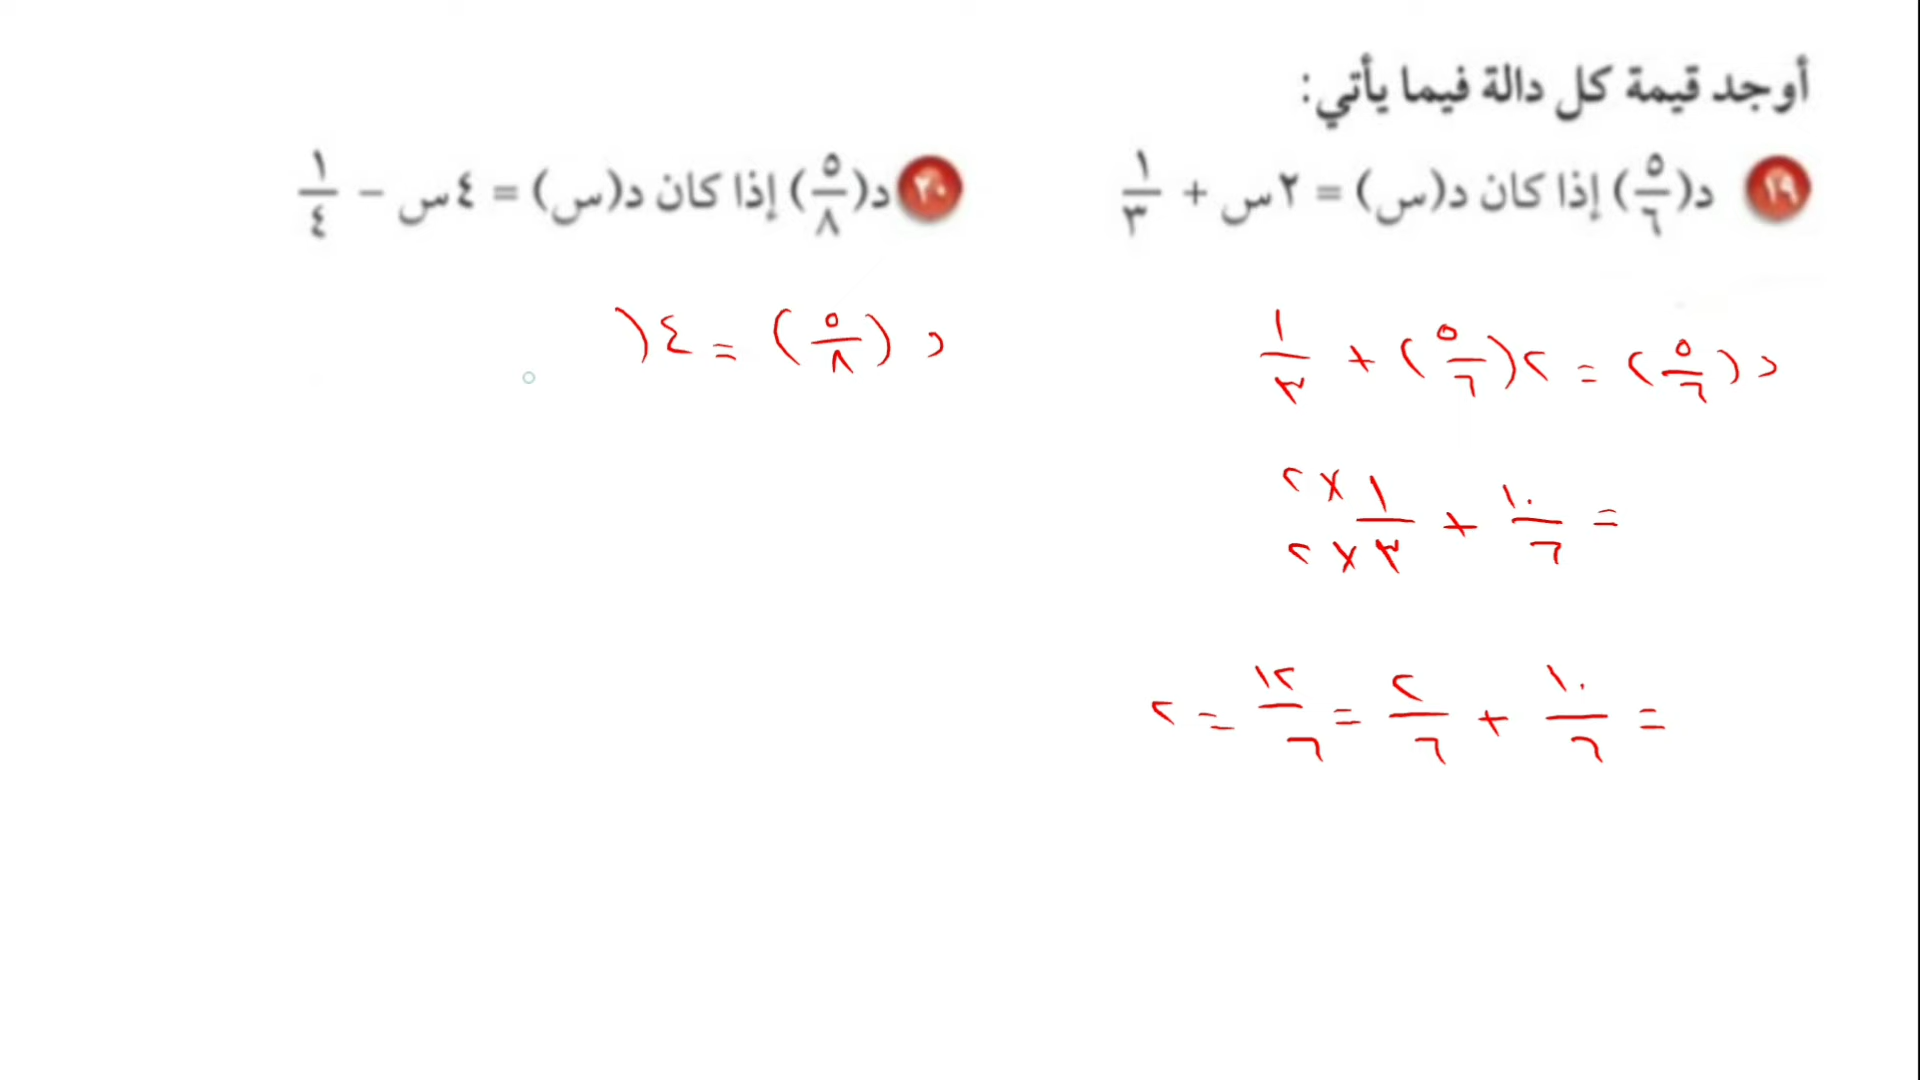 أوجد قيمة كل دالة فيما يأتي:
١٩ د(٥/٦) إذا كان د(س) = ٢س + ١/٣
٢٠ د(٥/٨) إذا كان د(س) = ٤س − ١/٤
د(٥/٦) = ٢(٥/٦) + ١/٣
= ١٠/٦ + ١×٢/٣×٢
= ١٠/٦ + ٢/٦ = ١٢/٦ = ٢
د(٥/٨) = ٤(